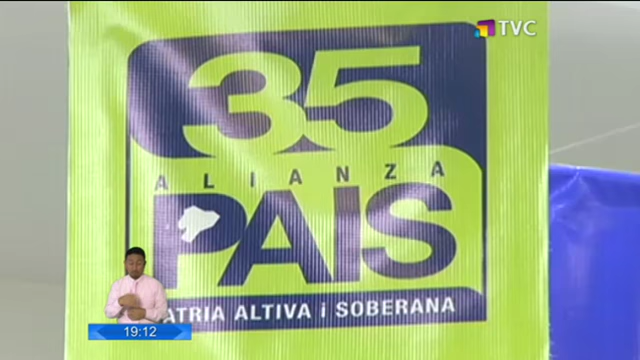 TVC
35
ALIANZA
PAIS
ATRIA ALTIVA i SOBERANA
19:12